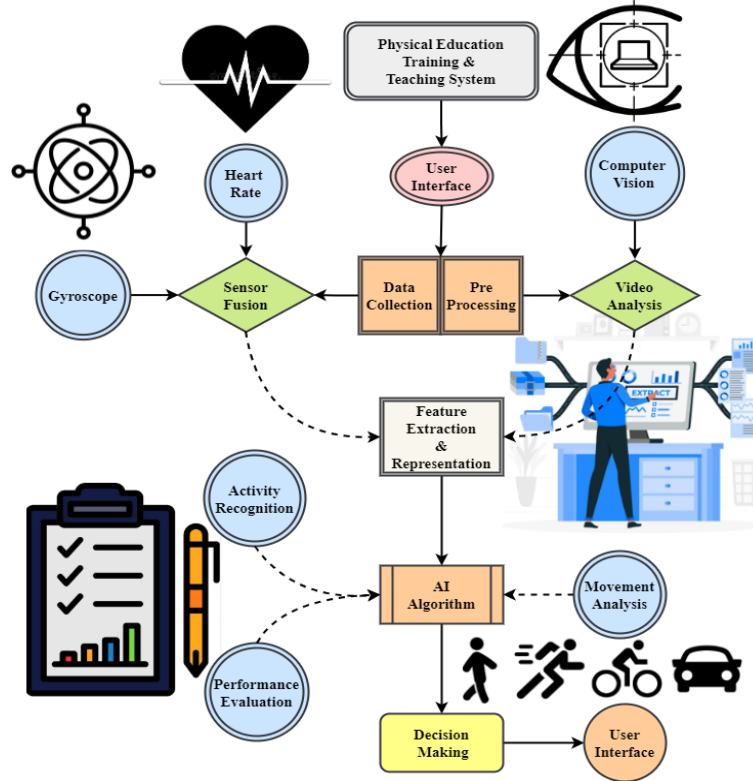 Physical Education
Training &
Teaching System
Heart
Rate
User
Interface
Computer
Vision
Gyroscope
Sensor
Fusion
Data
Collection
Pre
Processing
Video
Analysis
EXTRACT
Feature
Extraction
&
Representation
Activity
Recognition
AI
Algorithm
Movement
Analysis
Performance
Evaluation
Decision
Making
User
Interface